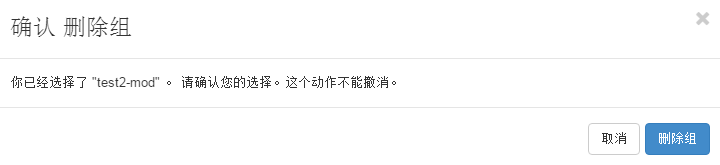 确认 删除组
×
你已经选择了 "test2-mod" 。 请确认您的选择。这个动作不能撤消。
取消 删除组